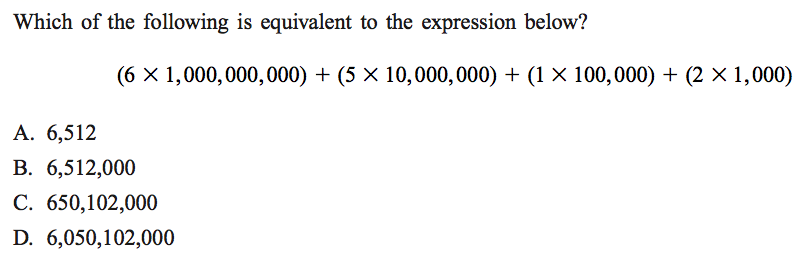 Which of the following is equivalent to the expression below?
(6 × 1,000,000,000) + (5 × 10,000,000) + (1 × 100,000) + (2 × 1,000)
A. 6,512
B. 6,512,000
C. 650,102,000
D. 6,050,102,000